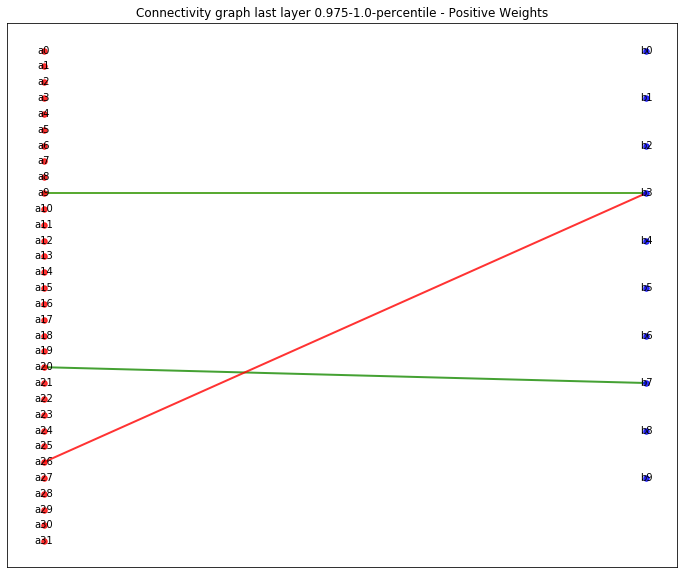 Connectivity graph last layer 0.975-1.0-percentile - Positive Weights
a0
a1
a2
a3
a4
a5
a6
a7
a8
a9
a10
a11
a12
a13
a14
a15
a16
a17
a18
a19
a20
a21
a22
a23
a24
a25
a26
a27
a28
a29
a30
a31
b0
b1
b2
b3
b4
b5
b6
b7
b8
b9